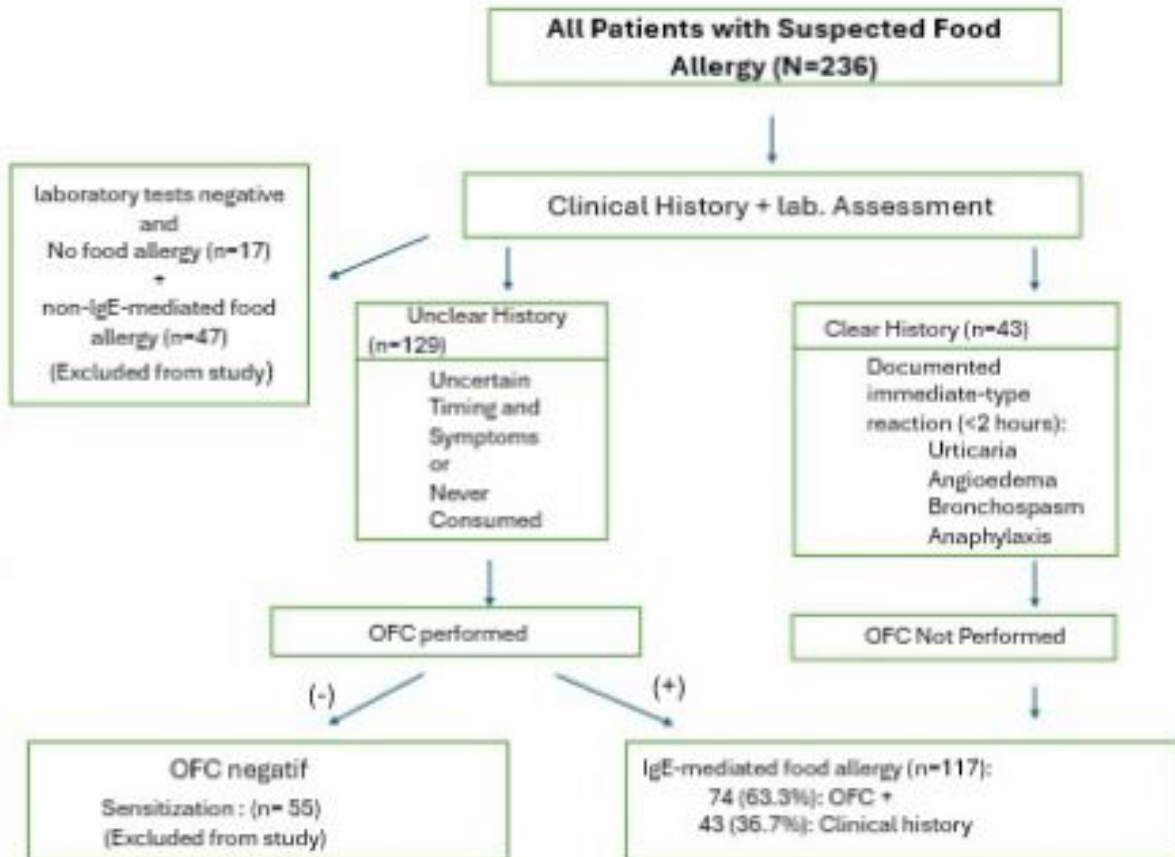 All Patients with Suspected Food
Allergy (N=236)
Clinical History + lab. Assessment
laboratory tests negative
and
No food allergy (n=17)
+
non-IgE-mediated food
allergy (n=47)
(Excluded from study)
Unclear History
(n=129)
Uncertain
Timing and
Symptoms
or
Never
Consumed
Clear History (n=43)
Documented
immediate-type
reaction (<2 hours):
Urticaria
Angioedema
Bronchospasm
Anaphylaxis
OFC performed
OFC Not Performed
(-)
(+)
OFC negatif
Sensitization : (n= 55)
(Excluded from study)
IgE-mediated food allergy (n=117):
74 (63.3%): OFC +
43 (36.7%): Clinical history